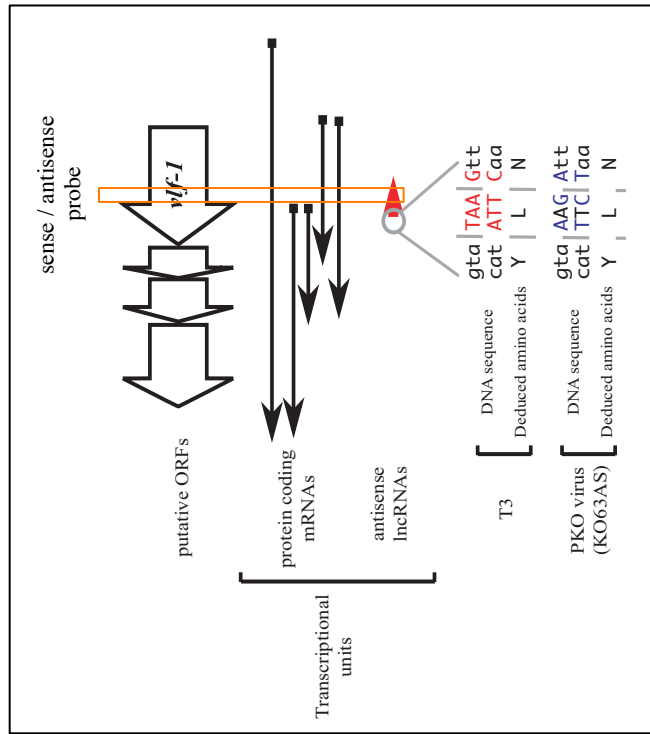 sense / antisense
probe
putative ORFs
vlf-1
Transcriptional
units
protein coding
mRNAs
antisense
lncRNAs
T3
DNA sequence
gta TAA Gtt
cat ATT Caa
Deduced amino acids
Y L N
PKO virus
(KO63AS)
DNA sequence
gta AAG Att
cat TTC Taa
Deduced amino acids
Y L N